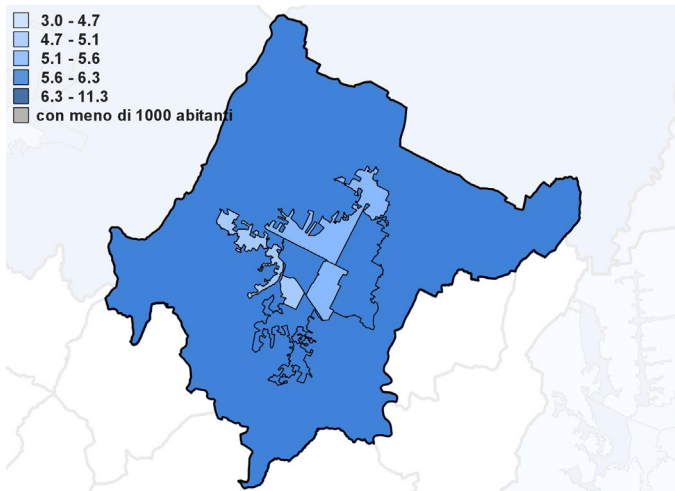 3.0 - 4.7
4.7 - 5.1
5.1 - 5.6
5.6 - 6.3
6.3 - 11.3
con meno di 1000 abitanti